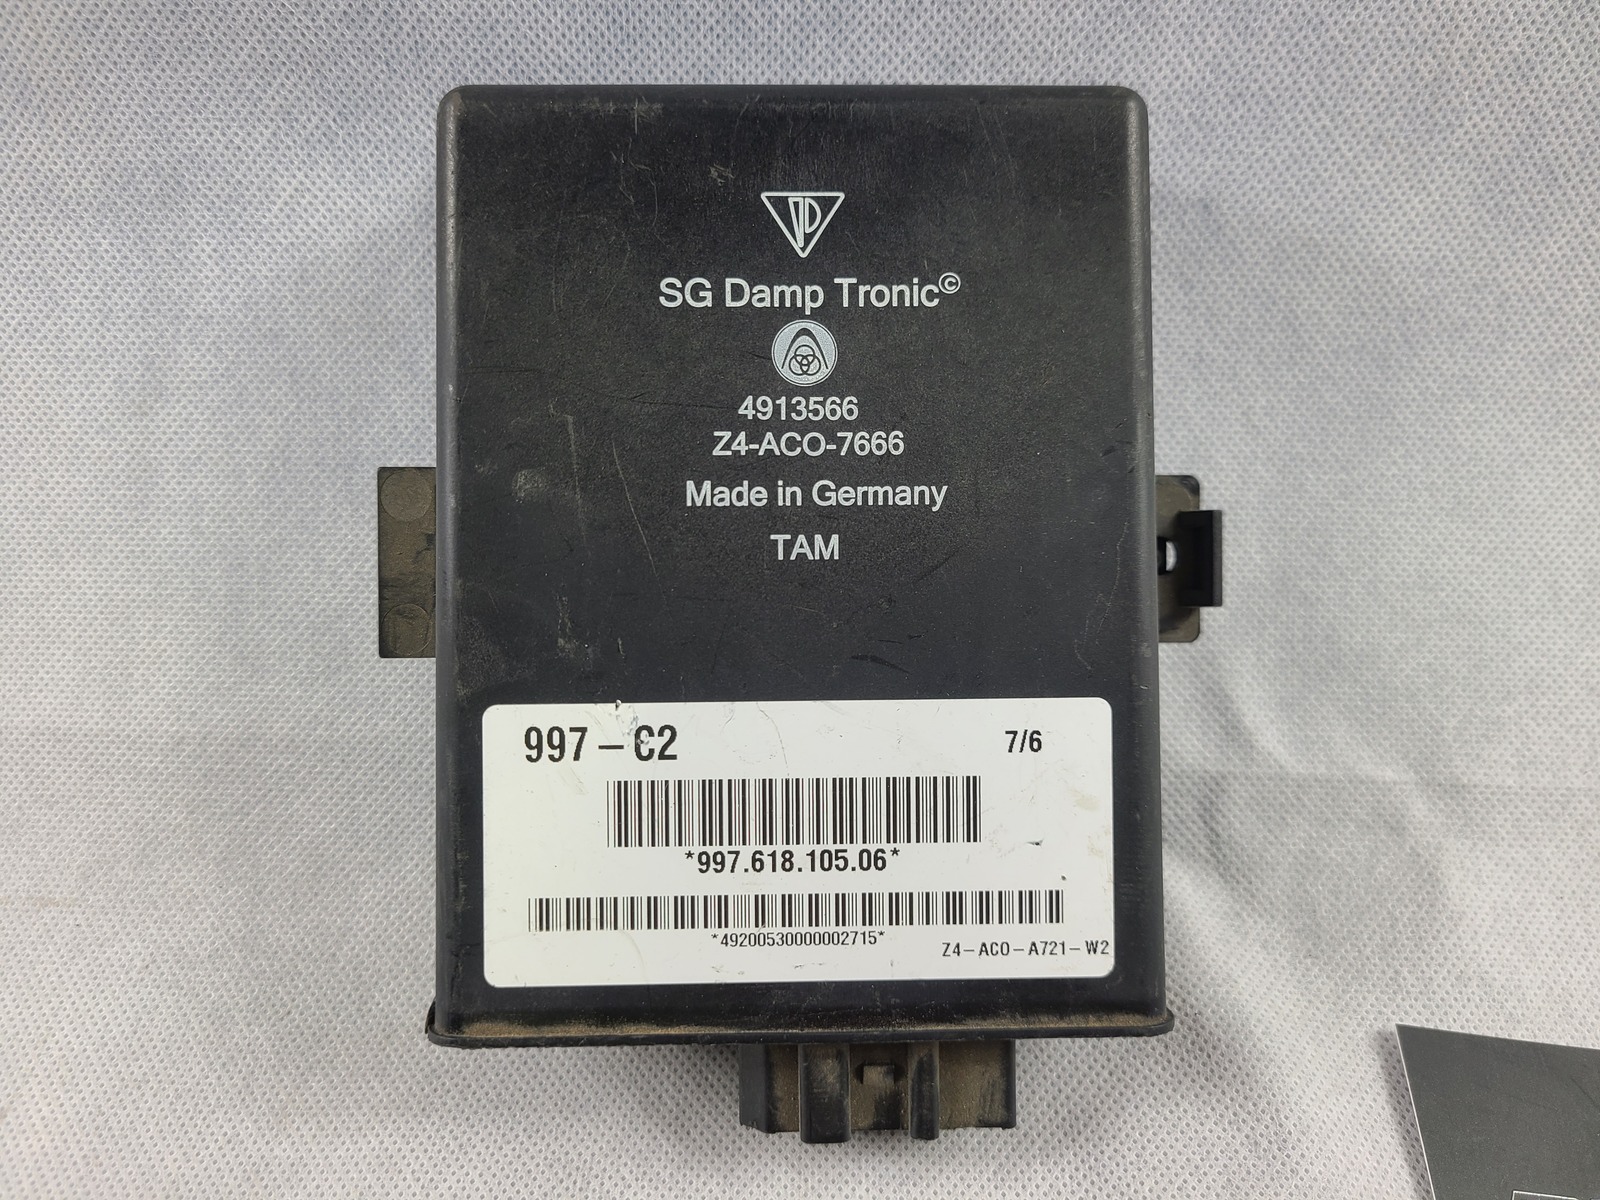 SG Damp Tronic©
4913566
Z4-ACO-7666
Made in Germany
TAM
997-C2 7/6
*997.618.105.06*
*49200530000002715*
Z4-ACO-A721-W2